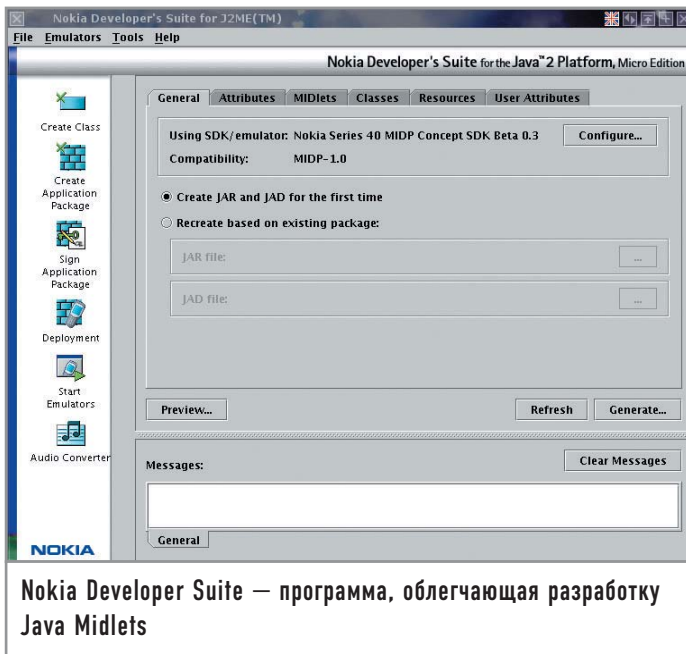 Nokia Developer's Suite for J2ME(TM)
File Emulators Tools Help
Nokia Developer's Suite for the Java™ 2 Platform, Micro Edition
Create Class
Create
Application
Package
Sign
Application
Package
Deployment
Start
Emulators
Audio Converter
NOKIA
General Attributes MIDlets Classes Resources User Attributes
Using SDK/emulator: Nokia Series 40 MIDP Concept SDK Beta 0.3 Configure...
Compatibility: MIDP-1.0
Create JAR and JAD for the first time
Recreate based on existing package:
JAR file: ...
JAD file: ...
Preview... Refresh Generate...
Messages: Clear Messages
General
Nokia Developer Suite — программа, облегчающая разработку
Java Midlets